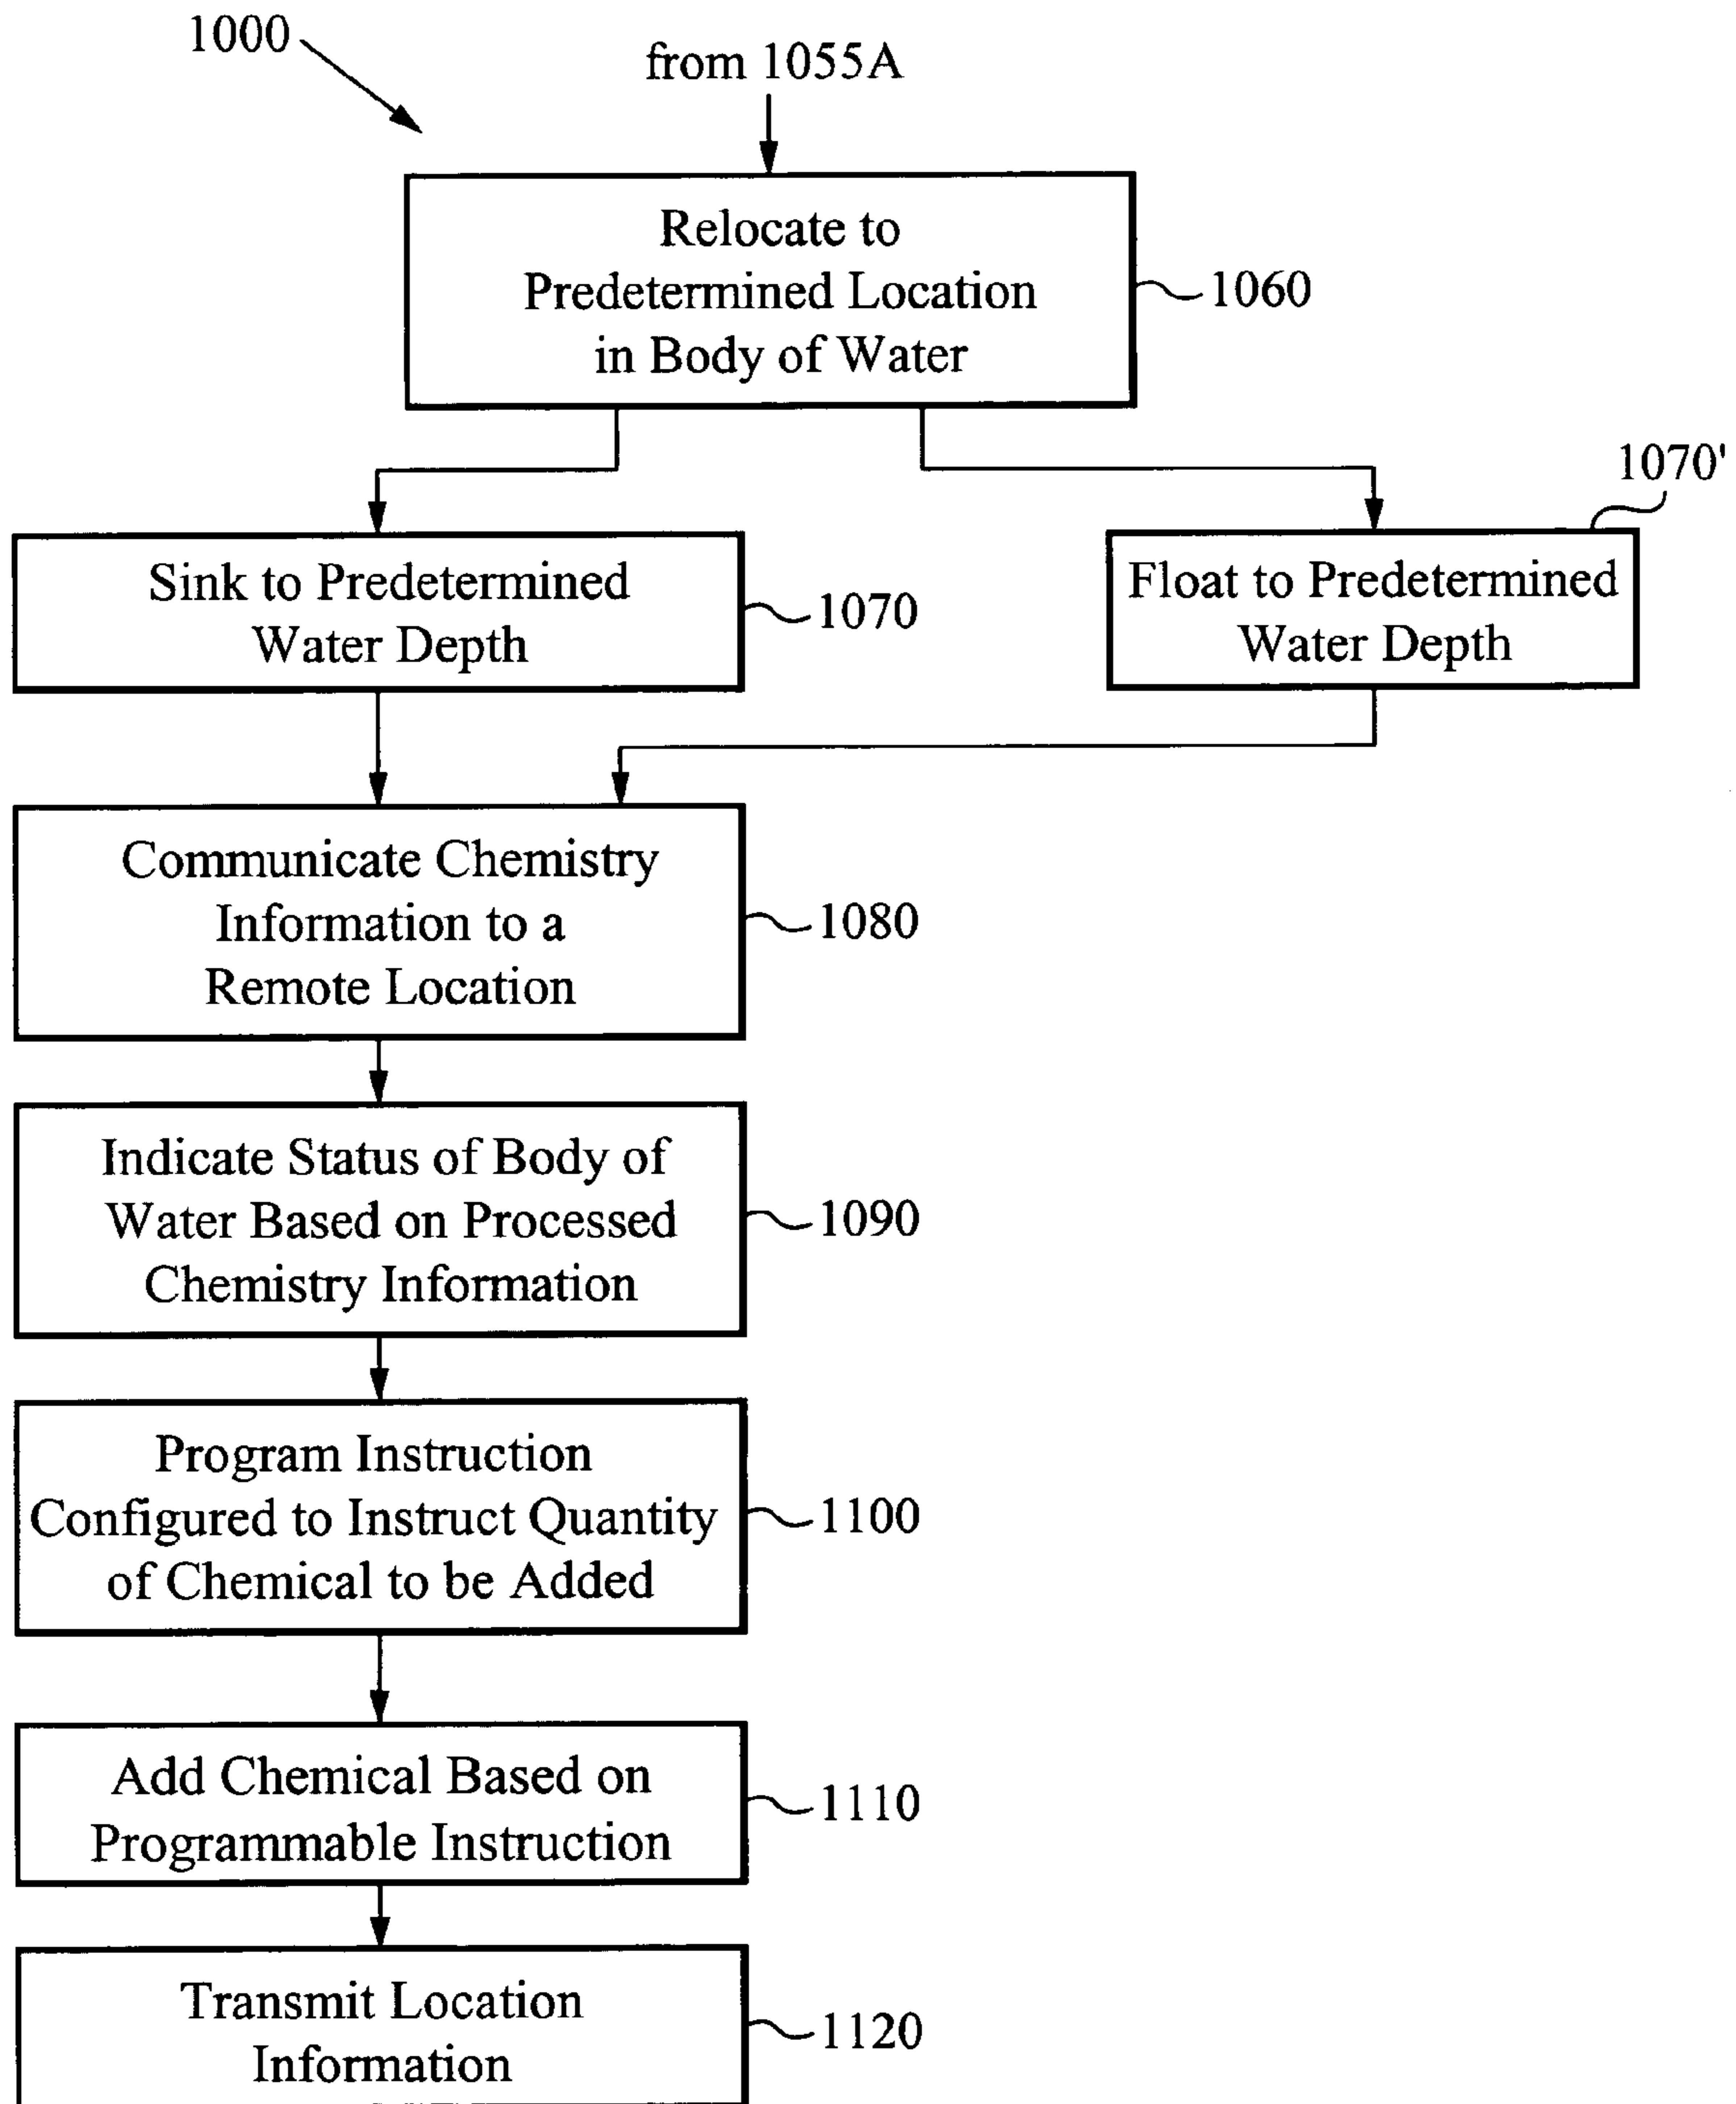 1000
from 1055A
Relocate to
Predetermined Location
in Body of Water
1060
1070'
Sink to Predetermined
Water Depth
1070
Float to Predetermined
Water Depth
Communicate Chemistry
Information to a
Remote Location
1080
Indicate Status of Body of
Water Based on Processed
Chemistry Information
1090
Program Instruction
Configured to Instruct Quantity
of Chemical to be Added
1100
Add Chemical Based on
Programmable Instruction
1110
Transmit Location
Information
1120